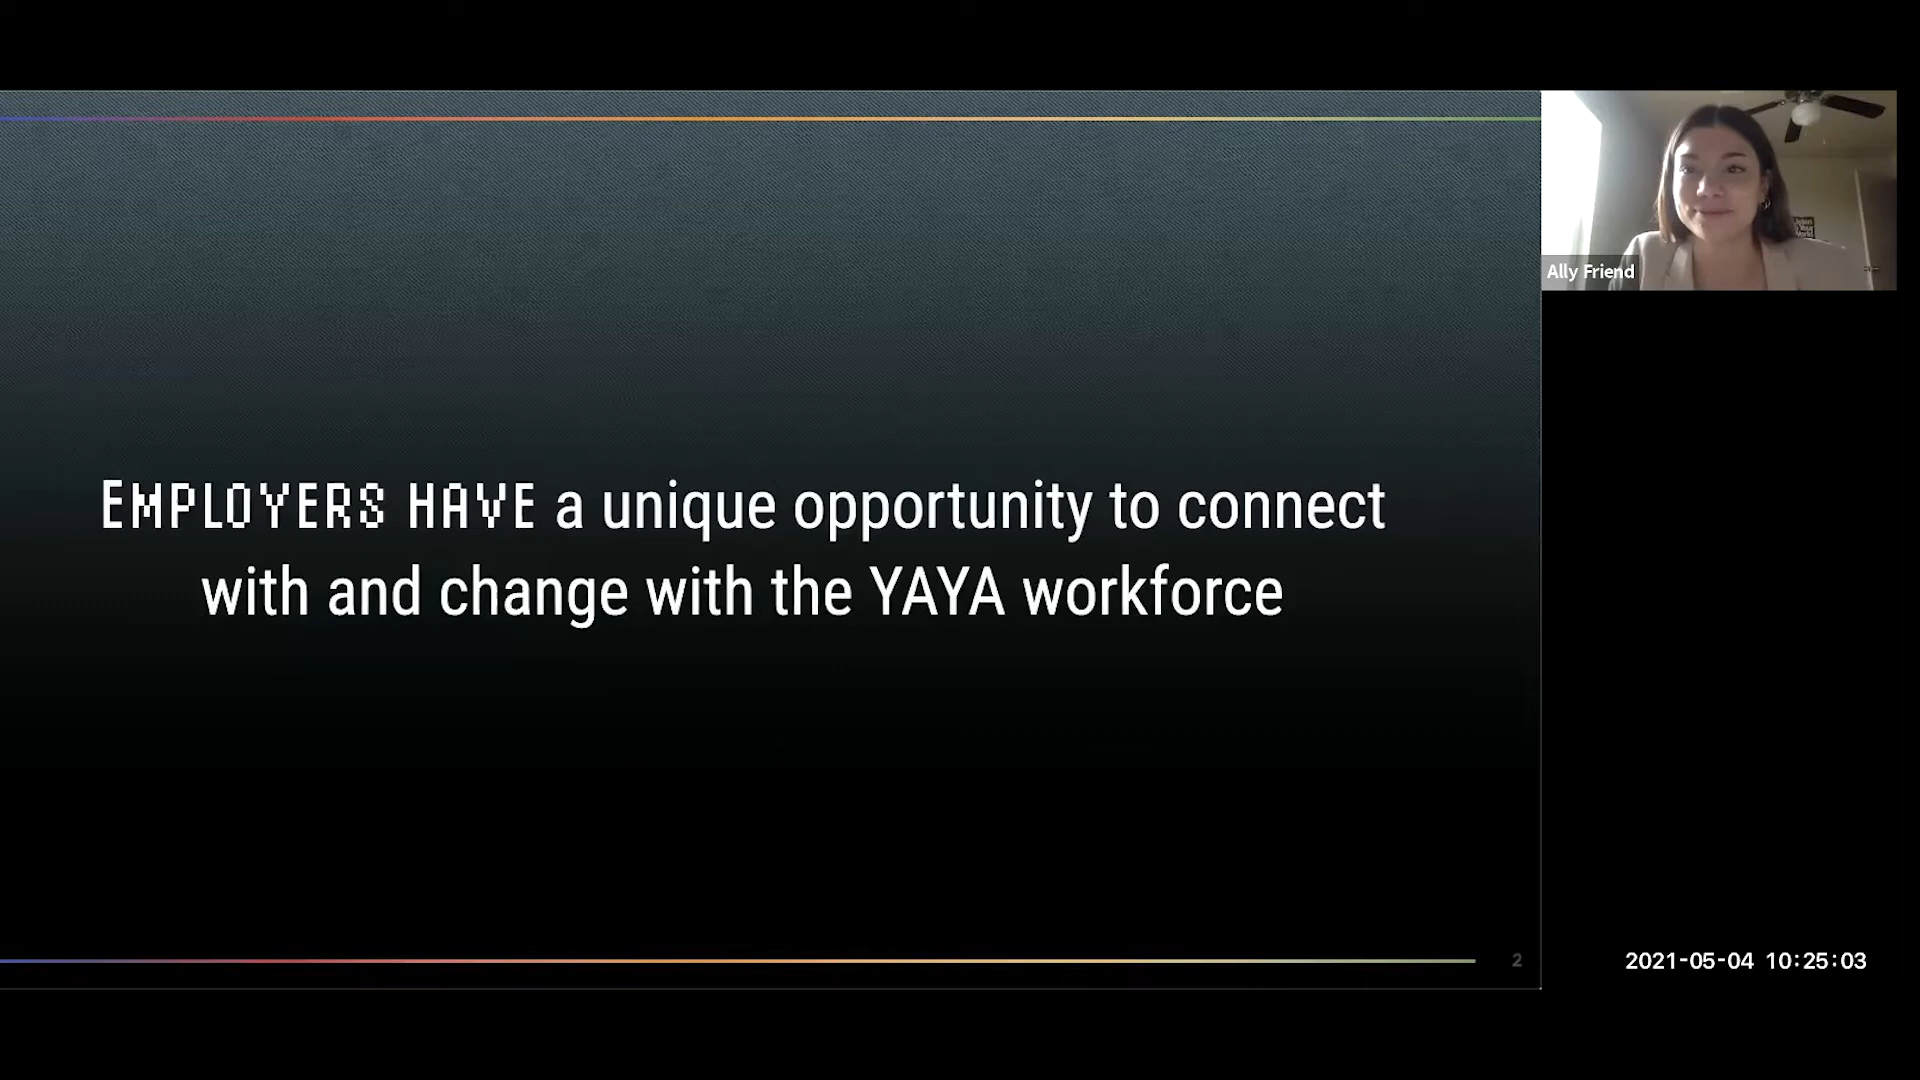 EMPLOYERS HAVE a unique opportunity to connect
with and change with the YAYA workforce
2
Ally Friend
2021-05-04 10:25:03